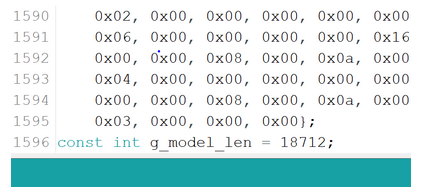 1590 0x02, 0x00, 0x00, 0x00, 0x00, 0x00
1591 0x06, 0x00, 0x00, 0x00, 0x00, 0x16
1592 0x00, 0x00, 0x08, 0x00, 0x0a, 0x00
1593 0x04, 0x00, 0x00, 0x00, 0x00, 0x00
1594 0x00, 0x00, 0x08, 0x00, 0x0a, 0x00
1595 0x03, 0x00, 0x00, 0x00};
1596 const int g_model_len = 18712;